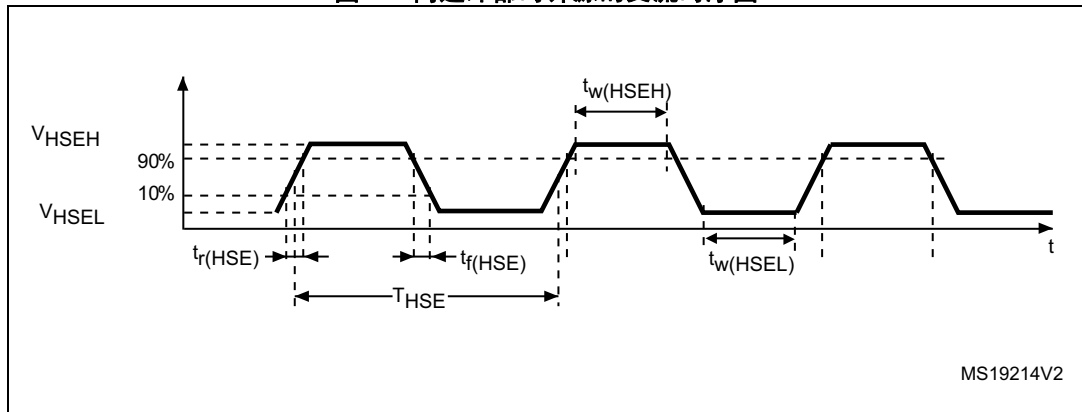 tw(HSEH)
VHSEH
90%
10%
VHSEL
tr(HSE)
tf(HSE)
tw(HSEL)
t
THSE
MS19214V2